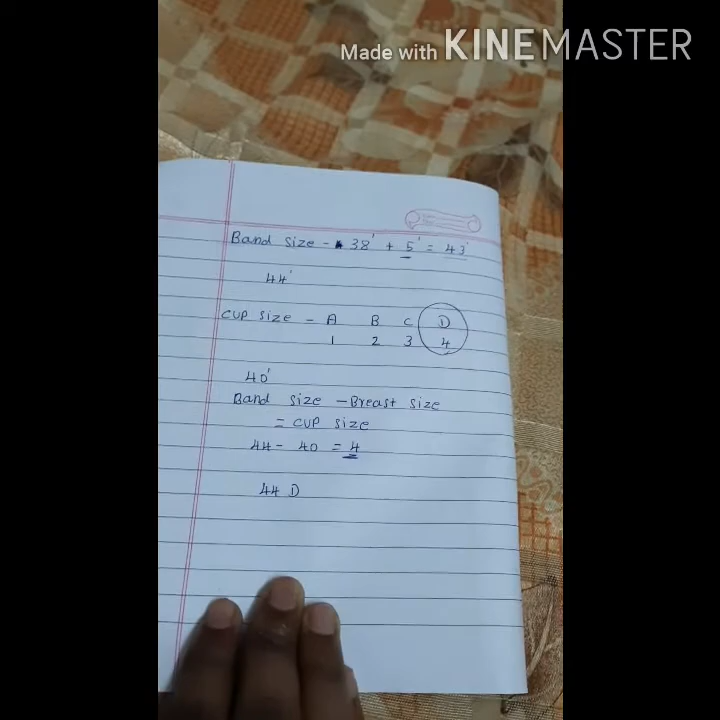 Made with KINEMASTER
Band size - 38' + 5' = 43'
44'
CUP size - A B C D
1 2 3 4
40'
Band size - Breast size
= CUP size
44 - 40 = 4
44 D